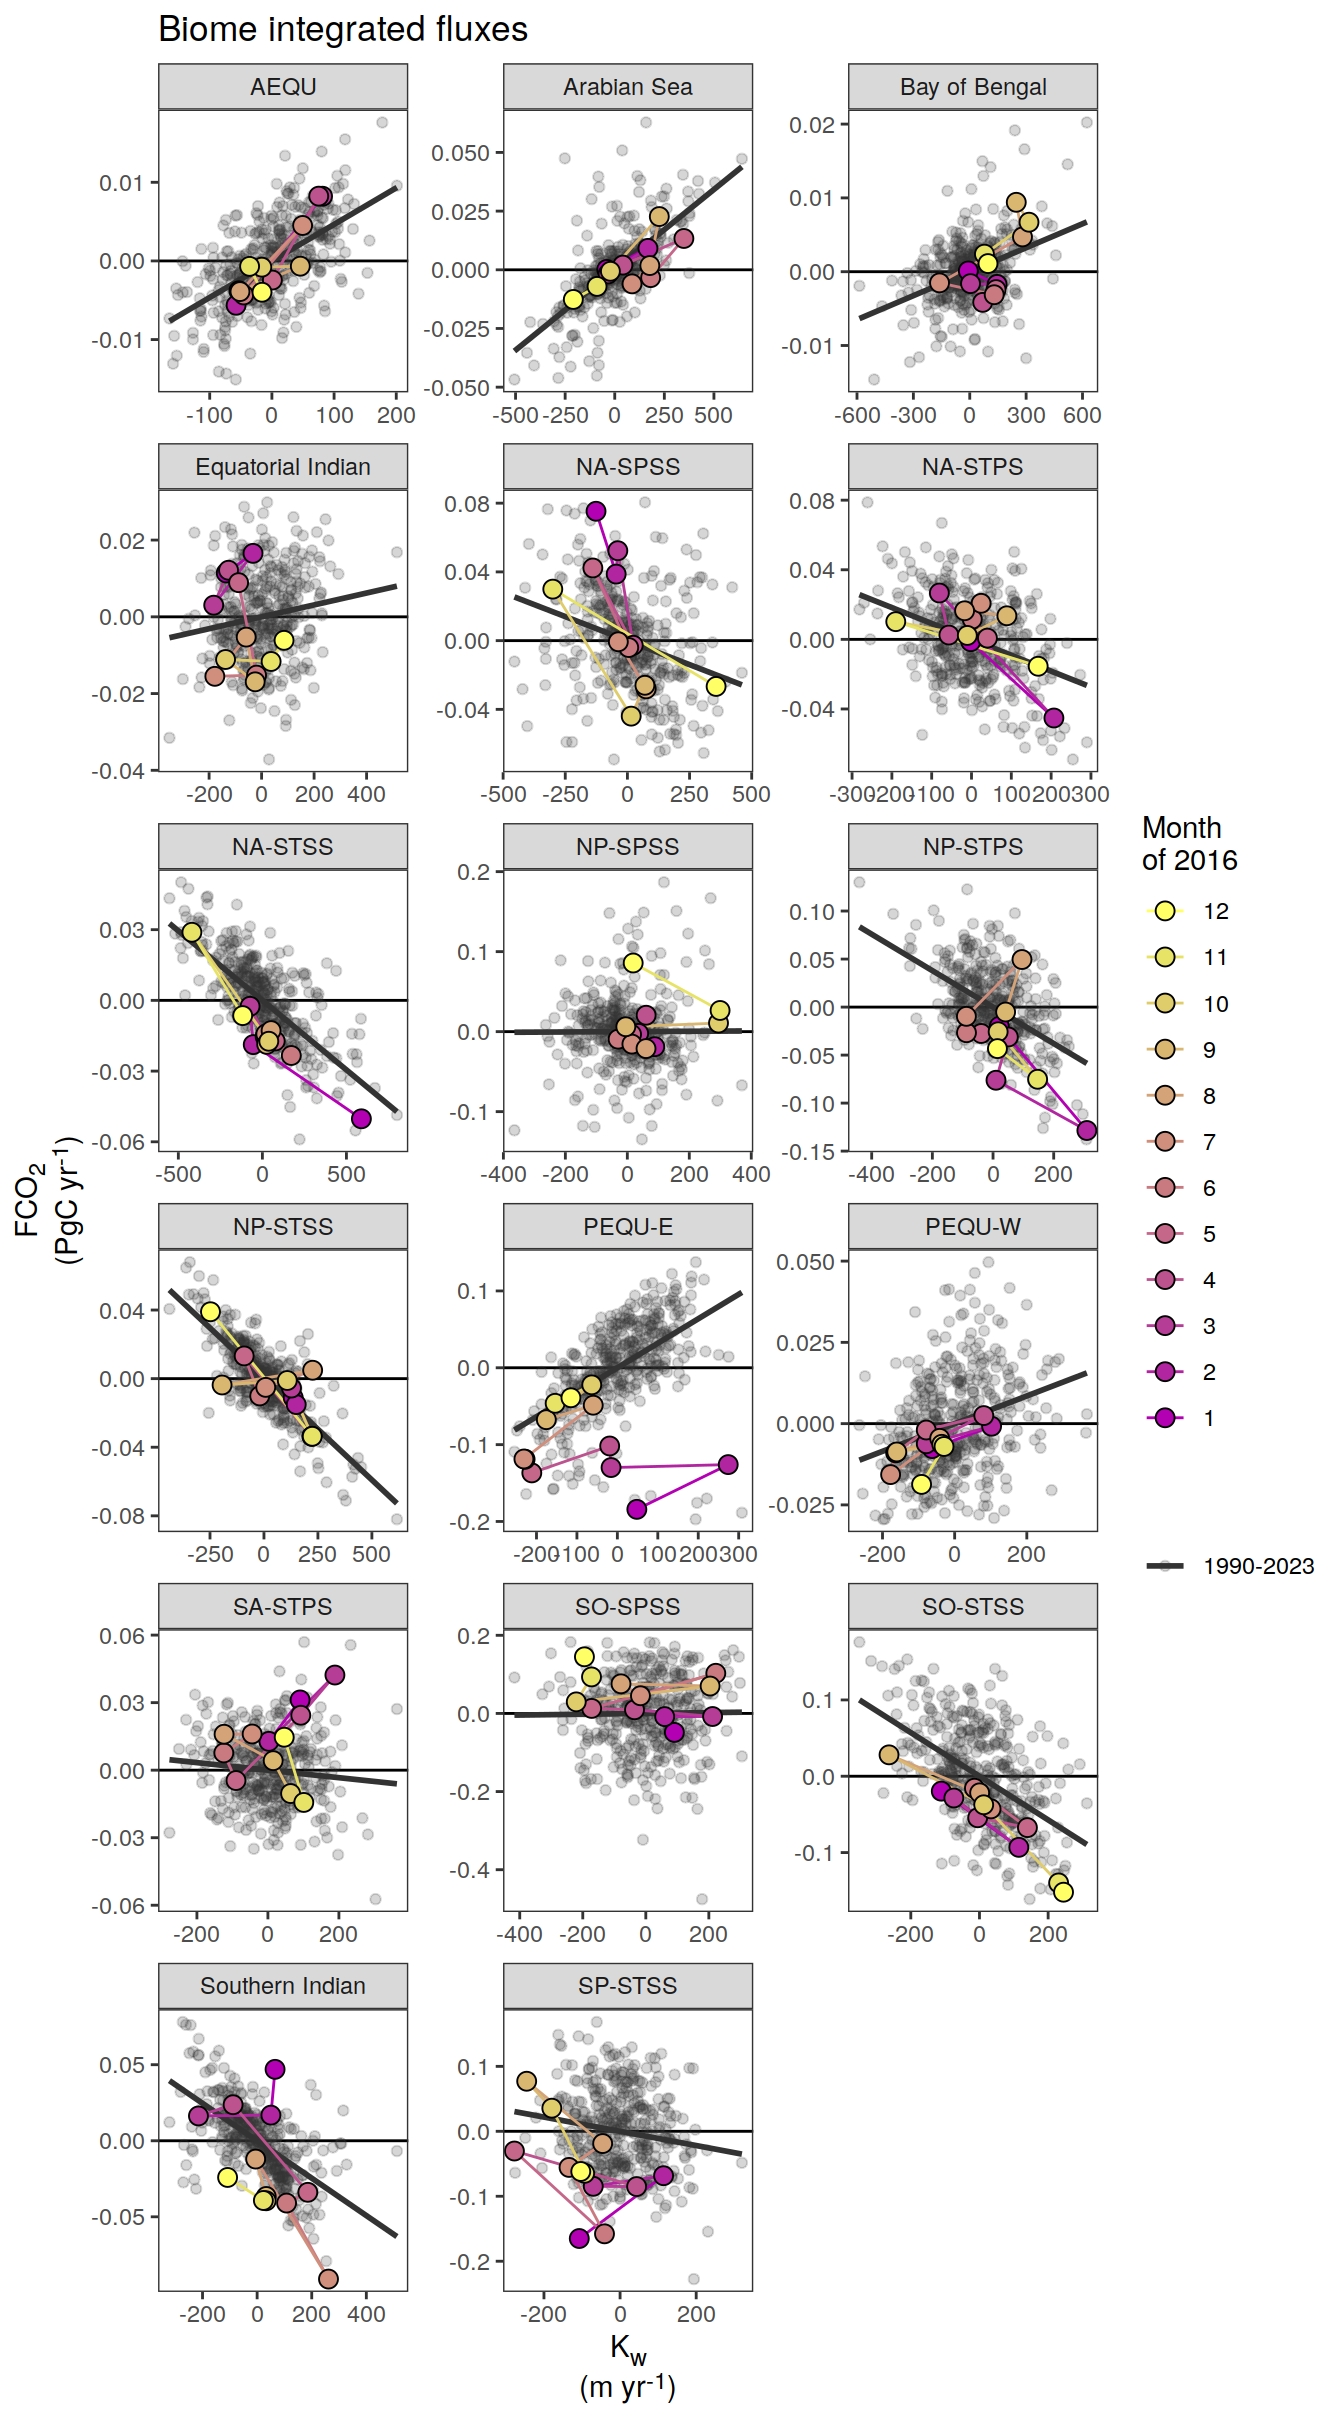 Biome integrated fluxes
AEQU Arabian Sea Bay of Bengal
0.01 0.00 -0.01
-100 0 100 200
0.050 0.025 0.000 -0.025 -0.050
-500 -250 0 250 500
0.02 0.01 0.00 -0.01
-600 -300 0 300 600
Equatorial Indian NA-SPSS NA-STPS
0.02 0.00 -0.02 -0.04
-200 0 200 400
0.08 0.04 0.00 -0.04
-500 -250 0 250 500
0.08 0.04 0.00 -0.04
-300 -200 -100 0 100 200 300
NA-STSS NP-SPSS NP-STPS
0.03 0.00 -0.03 -0.06
-500 0 500
0.2 0.1 0.0 -0.1
-400 -200 0 200 400
0.10 0.05 0.00 -0.05 -0.10 -0.15
-400 -200 0 200
NP-STSS PEQU-E PEQU-W
0.04 0.00 -0.04 -0.08
-250 0 250 500
0.1 0.0 -0.1 -0.2
-200 -100 0 100 200 300
0.050 0.025 0.000 -0.025
-200 0 200
SA-STPS SO-SPSS SO-STSS
0.06 0.03 0.00 -0.03 -0.06
-200 0 200
0.2 0.0 -0.2 -0.4
-400 -200 0 200
0.1 0.0 -0.1
-200 0 200
Southern Indian SP-STSS
0.05 0.00 -0.05
-200 0 200 400
0.1 0.0 -0.1 -0.2
-200 0 200
FCO₂
(PgC yr⁻¹)
K_w
(m yr⁻¹)
Month
of 2016
12
11
10
9
8
7
6
5
4
3
2
1
1990-2023